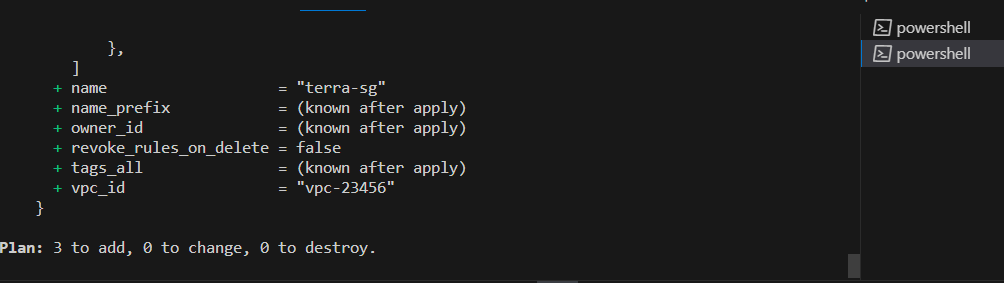 },
]
+ name                   = "terra-sg"
+ name_prefix            = (known after apply)
+ owner_id               = (known after apply)
+ revoke_rules_on_delete = false
+ tags_all               = (known after apply)
+ vpc_id                 = "vpc-23456"
}
Plan: 3 to add, 0 to change, 0 to destroy.
powershell
powershell